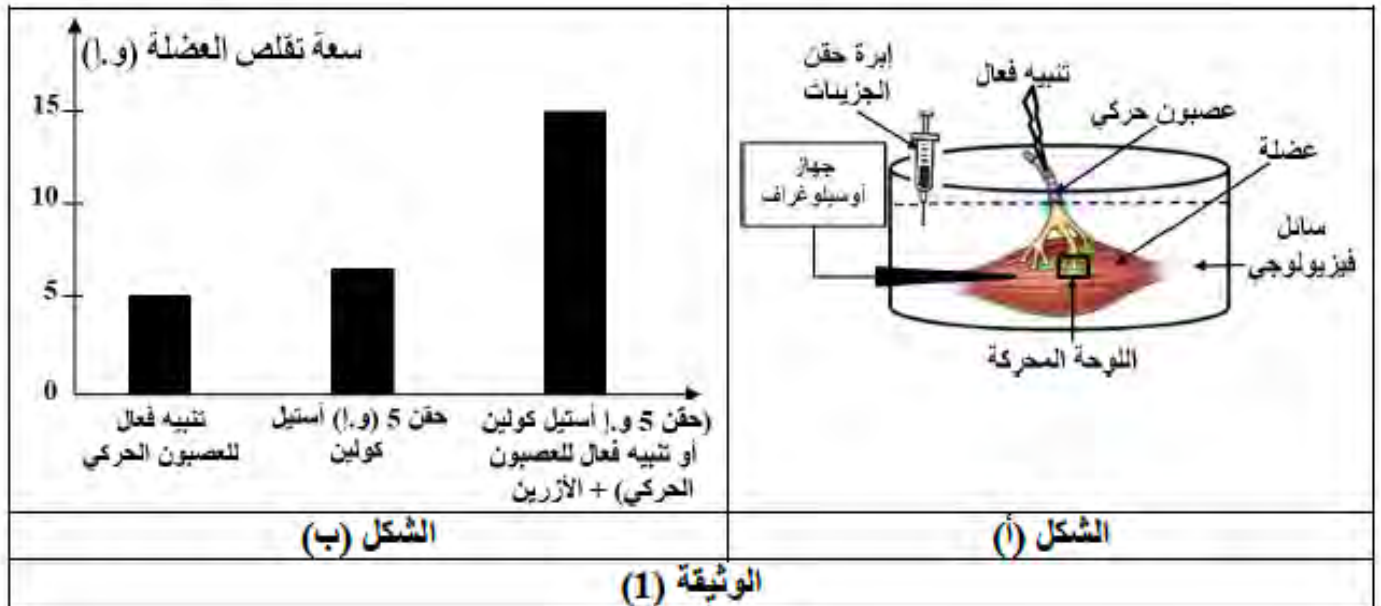 إبرة حقن
الجزيئات
تنبيه فعال
عصبون حركي
عضلة
جهاز
أوسيلوغراف
سائل
فيزيولوجي
اللوحة المحركة
الشكل (أ)
سعة تقلص العضلة (و.إ)
15
10
5
0
تنبيه فعال
للعصبون الحركي
حقن 5 (و.إ) أستيل
كولين
(حقن 5 و.إ أستيل كولين
أو تنبيه فعال للعصبون
الحركي) + الأزرين
الشكل (ب)
الوثيقة (1)